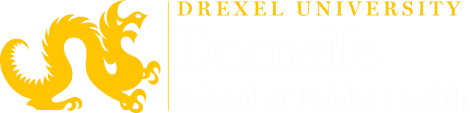 DREXEL UNIVERSITY
Dornsife
School of Public Health